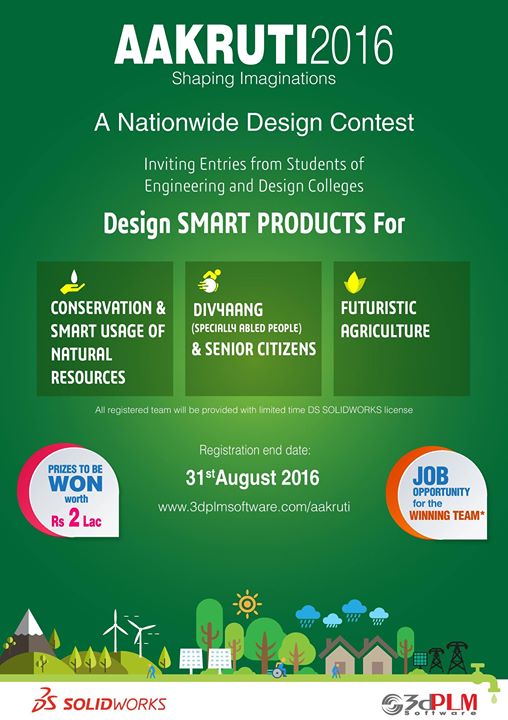 AAKRUTI2016
Shaping Imaginations
A Nationwide Design Contest
Inviting Entries from Students of
Engineering and Design Colleges
Design SMART PRODUCTS For
CONSERVATION &
SMART USAGE OF
NATURAL
RESOURCES
DIVYAANG
(SPECIALLY ABLED PEOPLE)
& SENIOR CITIZENS
FUTURISTIC
AGRICULTURE
All registered team will be provided with limited time DS SOLIDWORKS license
PRIZES TO BE
WON
worth
Rs 2 Lac
Registration end date:
31st August 2016
www.3dplmsoftware.com/aakruti
JOB
OPPORTUNITY
for the
WINNING TEAM*
DS SOLIDWORKS
3dPLM
Software